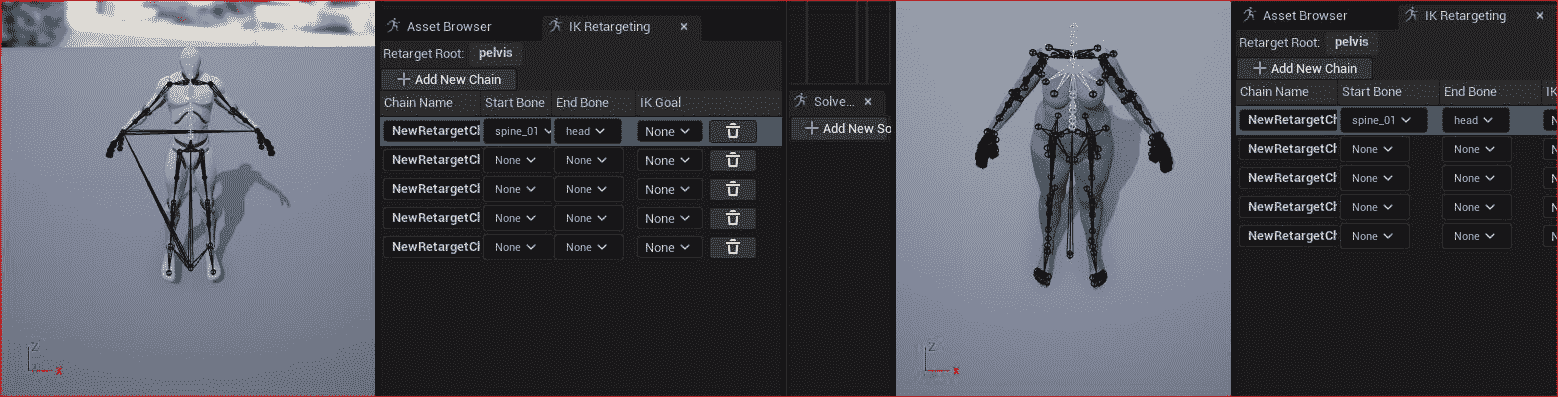 Asset Browser
IK Retargeting
Retarget Root: pelvis
Add New Chain
Chain Name Start Bone End Bone IK Goal
NewRetargetCh spine_01 head None
NewRetargetCh None None None
NewRetargetCh None None None
NewRetargetCh None None None
NewRetargetCh None None None
Z
X
Solve...
Add New So
Asset Browser
IK Retargeting
Retarget Root: pelvis
Add New Chain
Chain Name Start Bone End Bone IK
NewRetargetCh spine_01 head N
NewRetargetCh None None N
NewRetargetCh None None N
NewRetargetCh None None N
NewRetargetCh None None N
Z
X